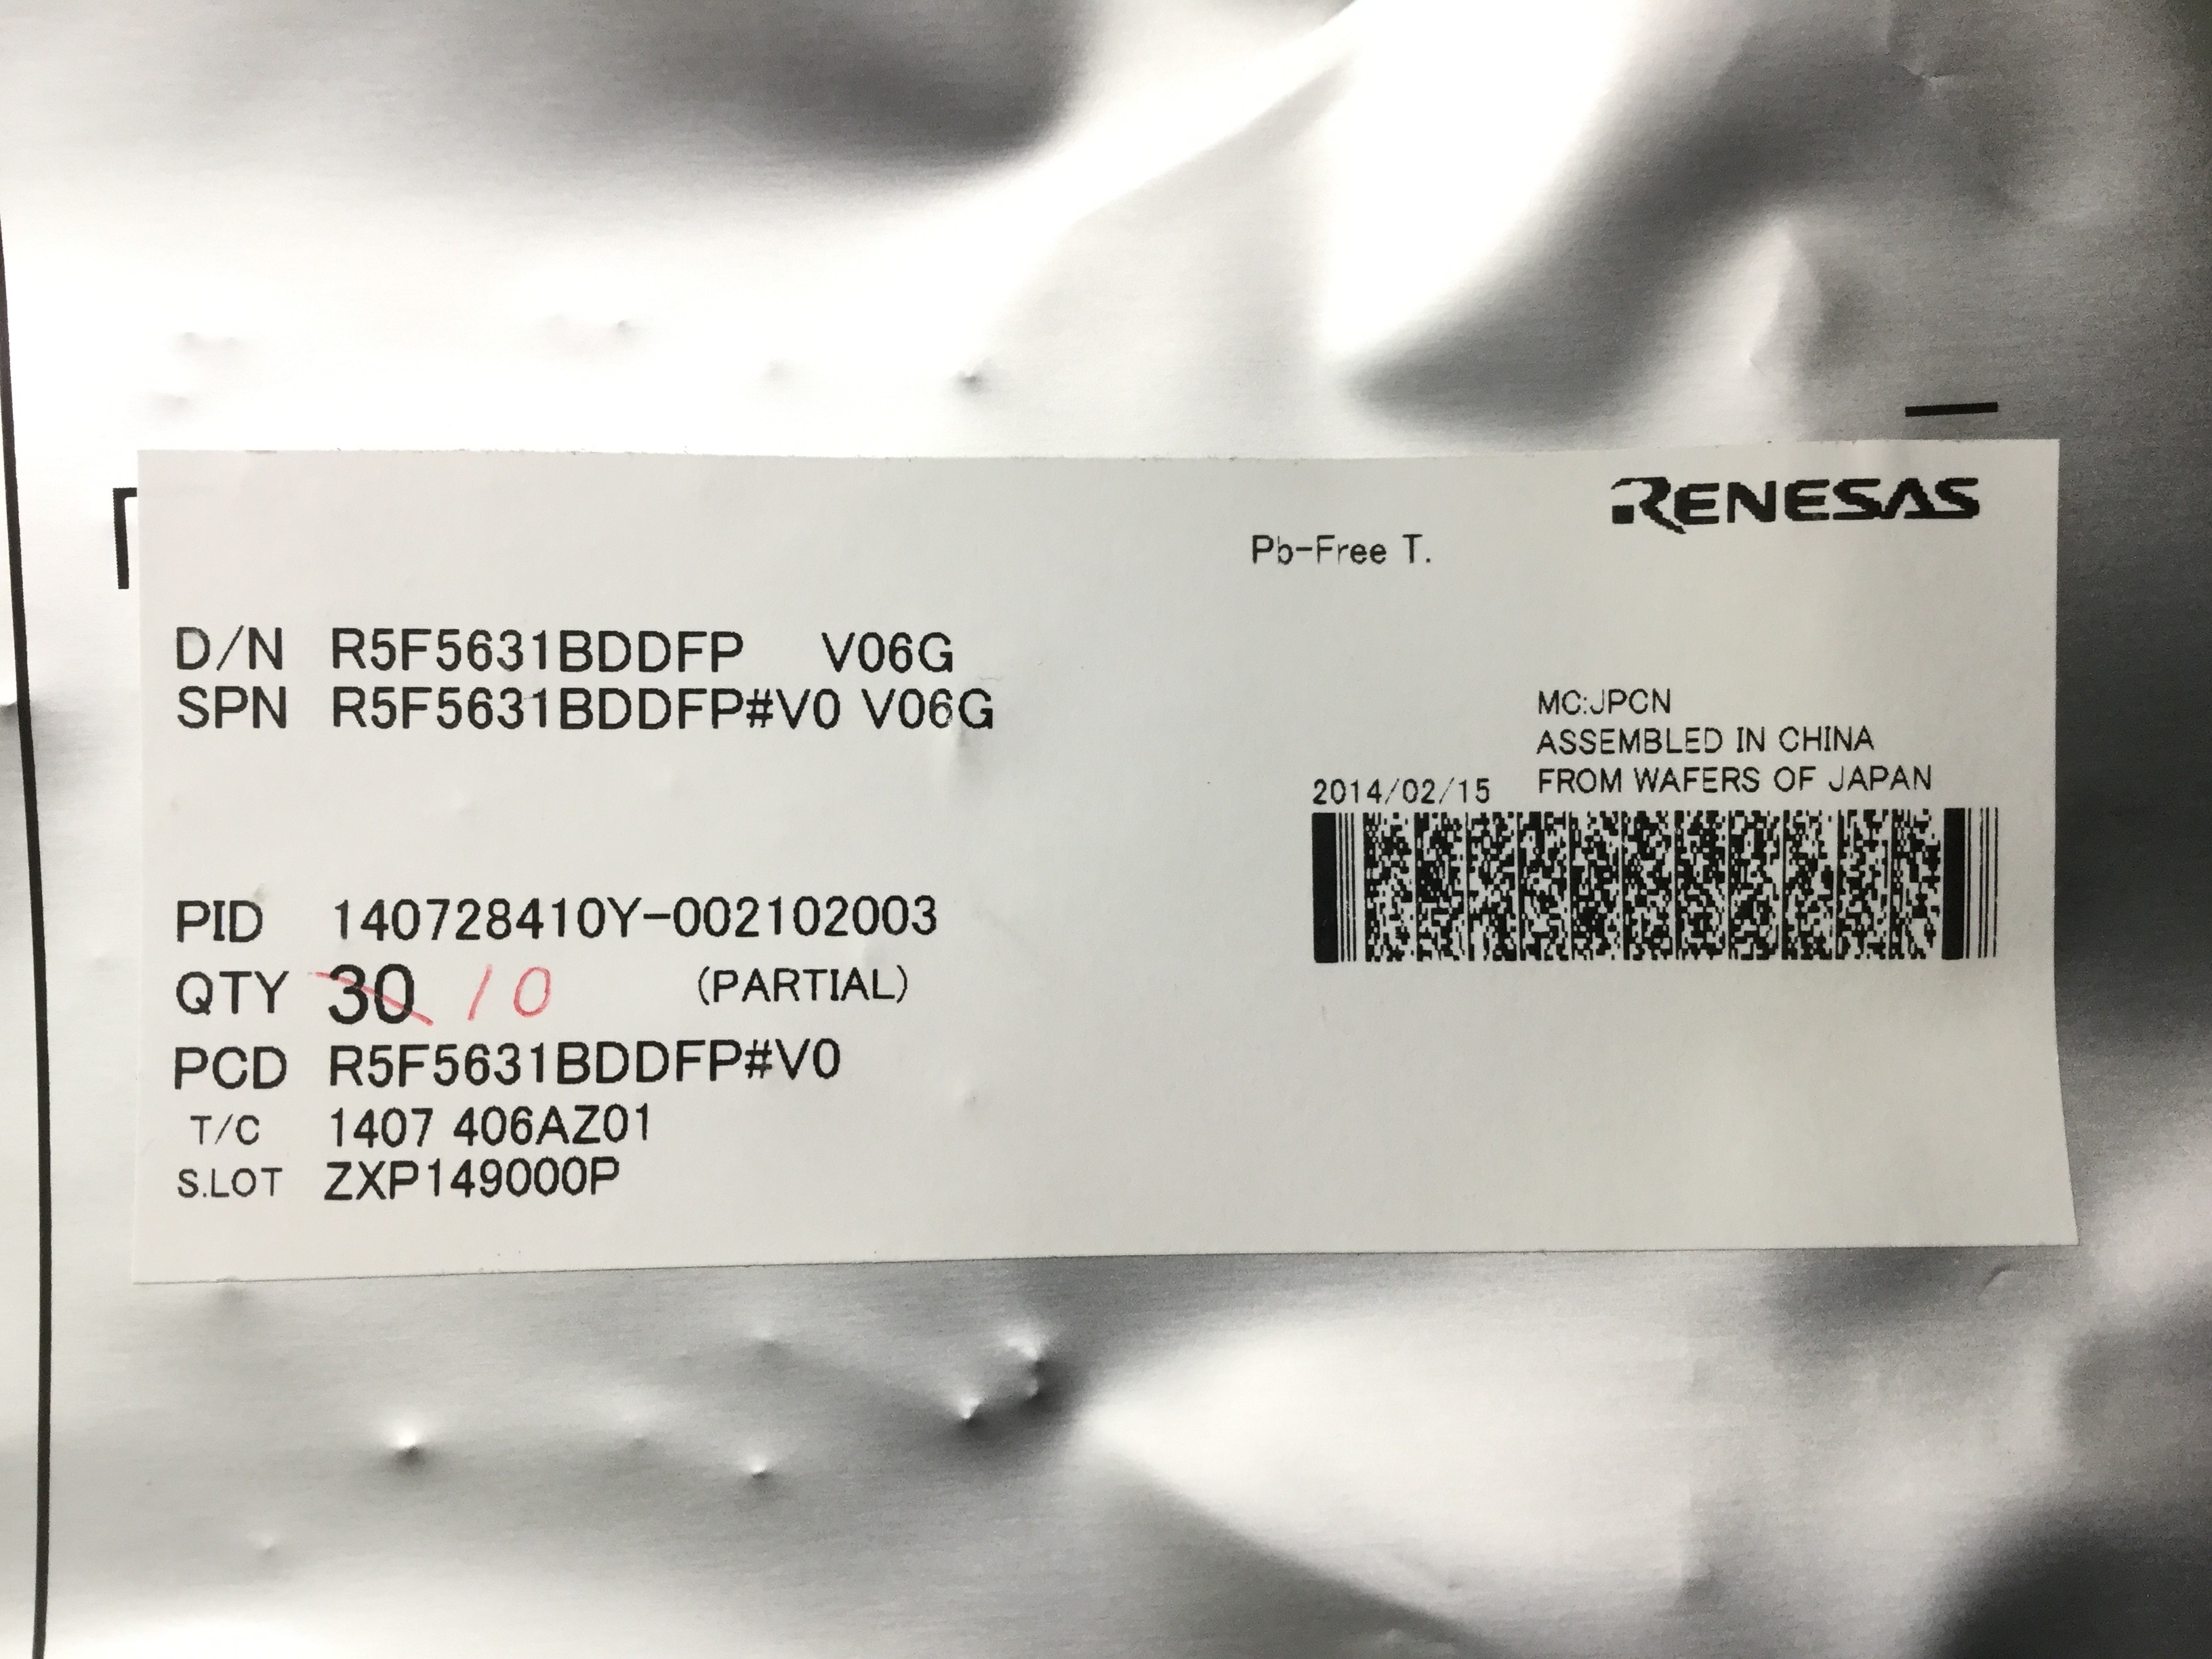 RENESAS
Pb-Free T.
D/N R5F5631BDDFP V06G
SPN R5F5631BDDFP#V0 V06G
MC:JPCN
ASSEMBLED IN CHINA
2014/02/15 FROM WAFERS OF JAPAN
PID 140728410Y-002102003
QTY 30 10 (PARTIAL)
PCD R5F5631BDDFP#V0
T/C 1407 406AZ01
S.LOT ZXP149000P